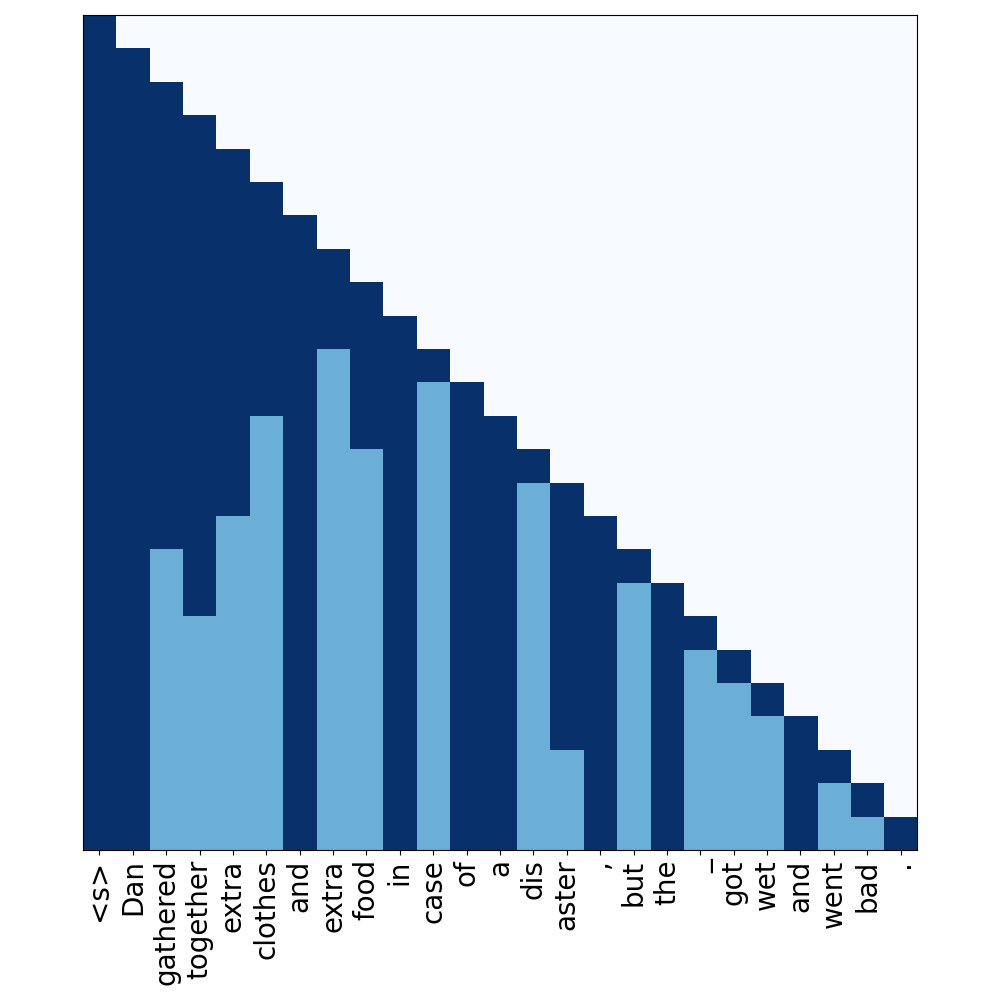 <s>
Dan
gathered
together
extra
clothes
and
extra
food
in
case
of
a
dis
aster
,
but
the
_
got
wet
and
went
bad
.